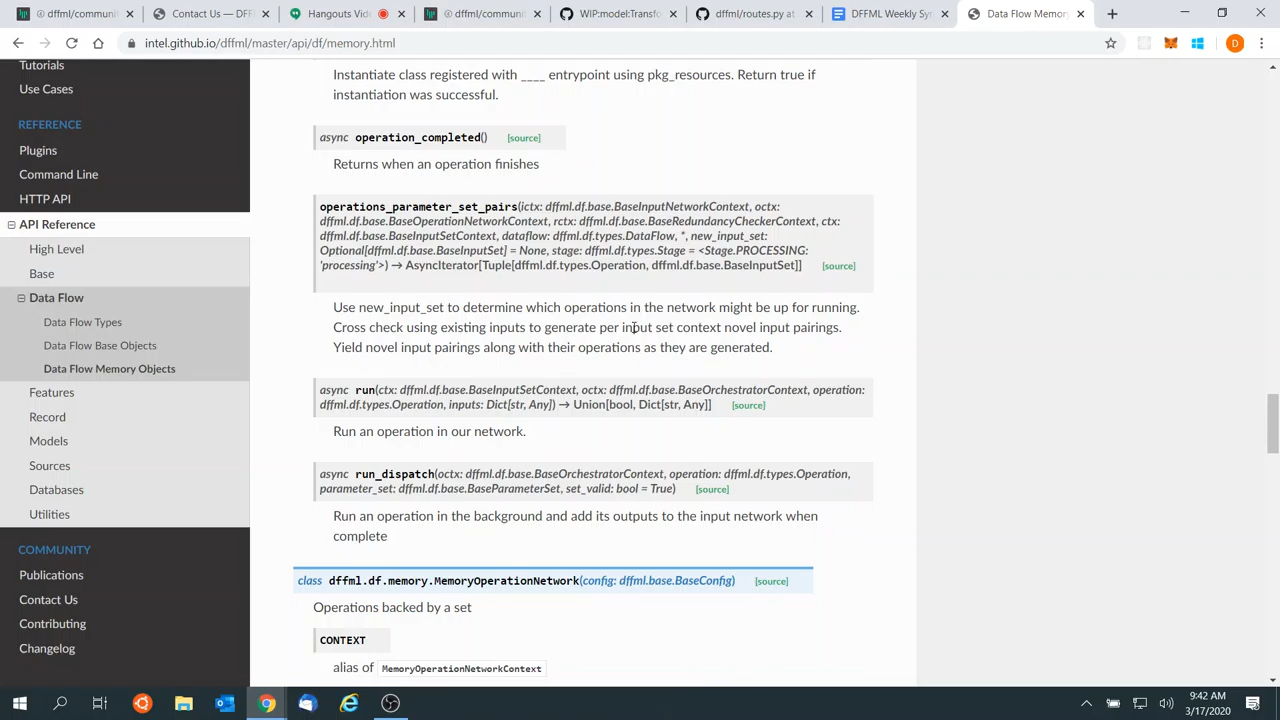 @ dffml/communit
Contact Us — DFF
Hangouts Vide
@ dffml/communi
WIP:model:Transfo
dffml/routes.py at
DFFML Weekly Syn
Data Flow Memory
intel.github.io/dffml/master/api/df/memory.html
D
Tutorials
Use Cases
REFERENCE
Plugins
Command Line
HTTP API
API Reference
High Level
Base
Data Flow
Data Flow Types
Data Flow Base Objects
Data Flow Memory Objects
Features
Record
Models
Sources
Databases
Utilities
COMMUNITY
Publications
Contact Us
Contributing
Changelog
Instantiate class registered with ____ entrypoint using pkg_resources. Return true if
instantiation was successful.
async operation_completed() [source]
Returns when an operation finishes
operations_parameter_set_pairs(ictx: dffml.df.base.BaseInputNetworkContext, octx:
dffml.df.base.BaseOperationNetworkContext, rctx: dffml.df.base.BaseRedundancyCheckerContext, ctx:
dffml.df.base.BaseInputSetContext, dataflow: dffml.df.types.DataFlow, *, new_input_set:
Optional[dffml.df.base.BaseInputSet] = None, stage: dffml.df.types.Stage = <Stage.PROCESSING:
'processing'>) → AsyncIterator[Tuple[dffml.df.types.Operation, dffml.df.base.BaseInputSet]] [source]
Use new_input_set to determine which operations in the network might be up for running.
Cross check using existing inputs to generate per input set context novel input pairings.
Yield novel input pairings along with their operations as they are generated.
async run(ctx: dffml.df.base.BaseInputSetContext, octx: dffml.df.base.BaseOrchestratorContext, operation:
dffml.df.types.Operation, inputs: Dict[str, Any]) → Union[bool, Dict[str, Any]] [source]
Run an operation in our network.
async run_dispatch(octx: dffml.df.base.BaseOrchestratorContext, operation: dffml.df.types.Operation,
parameter_set: dffml.df.base.BaseParameterSet, set_valid: bool = True) [source]
Run an operation in the background and add its outputs to the input network when
complete
class dffml.df.memory.MemoryOperationNetwork(config: dffml.base.BaseConfig) [source]
Operations backed by a set
CONTEXT
alias of MemoryOperationNetworkContext
9:42 AM
3/17/2020